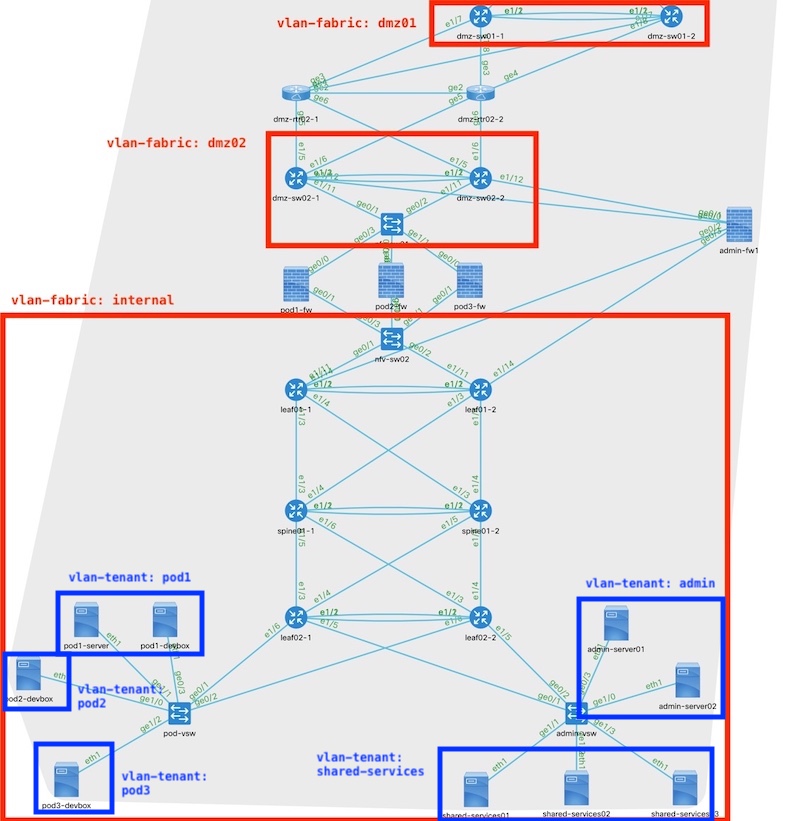 vlan-fabric: dmz01
e1/7
e1/2
e1/2
dmz-sw01-1
dmz-sw01-2
ge3
ge3
ge4
ge2
ge6
ge5
dmz-rtr02-1
dmz-rtr02-2
vlan-fabric: dmz02
e1/5
e1/6
e1/5
e1/6
e1/2
e1/2
e1/12
e1/11
e1/11
dmz-sw02-1
dmz-sw02-2
ge0/1
ge0/2
ge0/3
ge1/1
ge0/1
ge0/2
ge0/3
admin-fw1
ge0/0
ge0/0
ge0/1
ge0/1
pod1-fw
pod2-fw
pod3-fw
vlan-fabric: internal
ge0/3
ge0/1
ge0/2
nfv-sw02
e1/11
e1/11
e1/14
e1/2
e1/2
e1/4
e1/3
leaf01-1
leaf01-2
e1/3
e1/4
e1/3
e1/4
e1/3
e1/4
e1/2
e1/2
spine01-1
spine01-2
e1/5
e1/6
e1/5
e1/3
e1/4
e1/3
e1/4
e1/2
e1/2
leaf02-1
leaf02-2
e1/6
e1/5
e1/5
vlan-tenant: pod1
vlan-tenant: admin
pod1-server
pod1-devbox
eth1
admin-server01
eth1
admin-server02
pod2-devbox
vlan-tenant:
pod2
ge0/3
ge0/1
ge0/2
ge1/0
ge1/2
pod-vsw
ge0/1
ge0/2
ge0/3
ge1/0
ge1/1
ge1/3
admin-vsw
eth1
pod3-devbox
vlan-tenant:
pod3
vlan-tenant:
shared-services
eth1
eth1
eth1
shared-services01
shared-services02